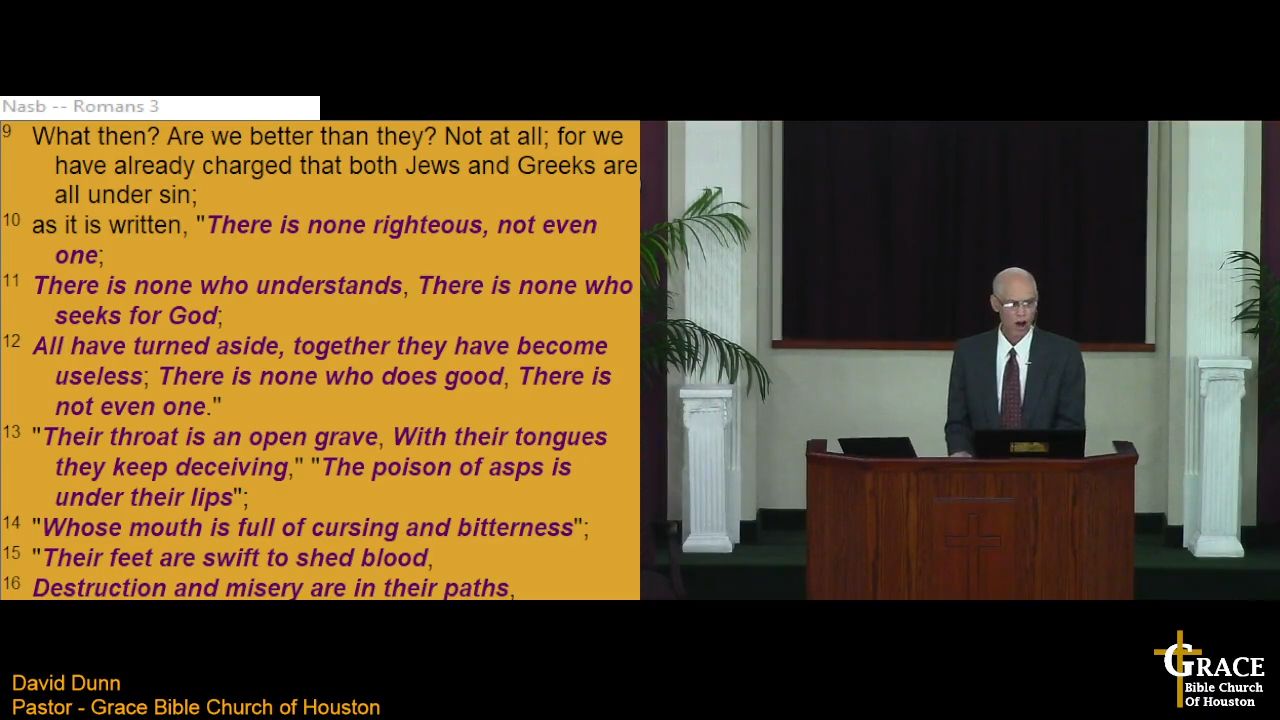 Nasb -- Romans 3
9 What then? Are we better than they? Not at all; for we
have already charged that both Jews and Greeks are
all under sin;
10 as it is written, "There is none righteous, not even
one;
11 There is none who understands, There is none who
seeks for God;
12 All have turned aside, together they have become
useless; There is none who does good, There is
not even one."
13 "Their throat is an open grave, With their tongues
they keep deceiving," "The poison of asps is
under their lips";
14 "Whose mouth is full of cursing and bitterness";
15 "Their feet are swift to shed blood,
16 Destruction and misery are in their paths,
David Dunn
Pastor - Grace Bible Church of Houston
GRACE
Bible Church
Of Houston